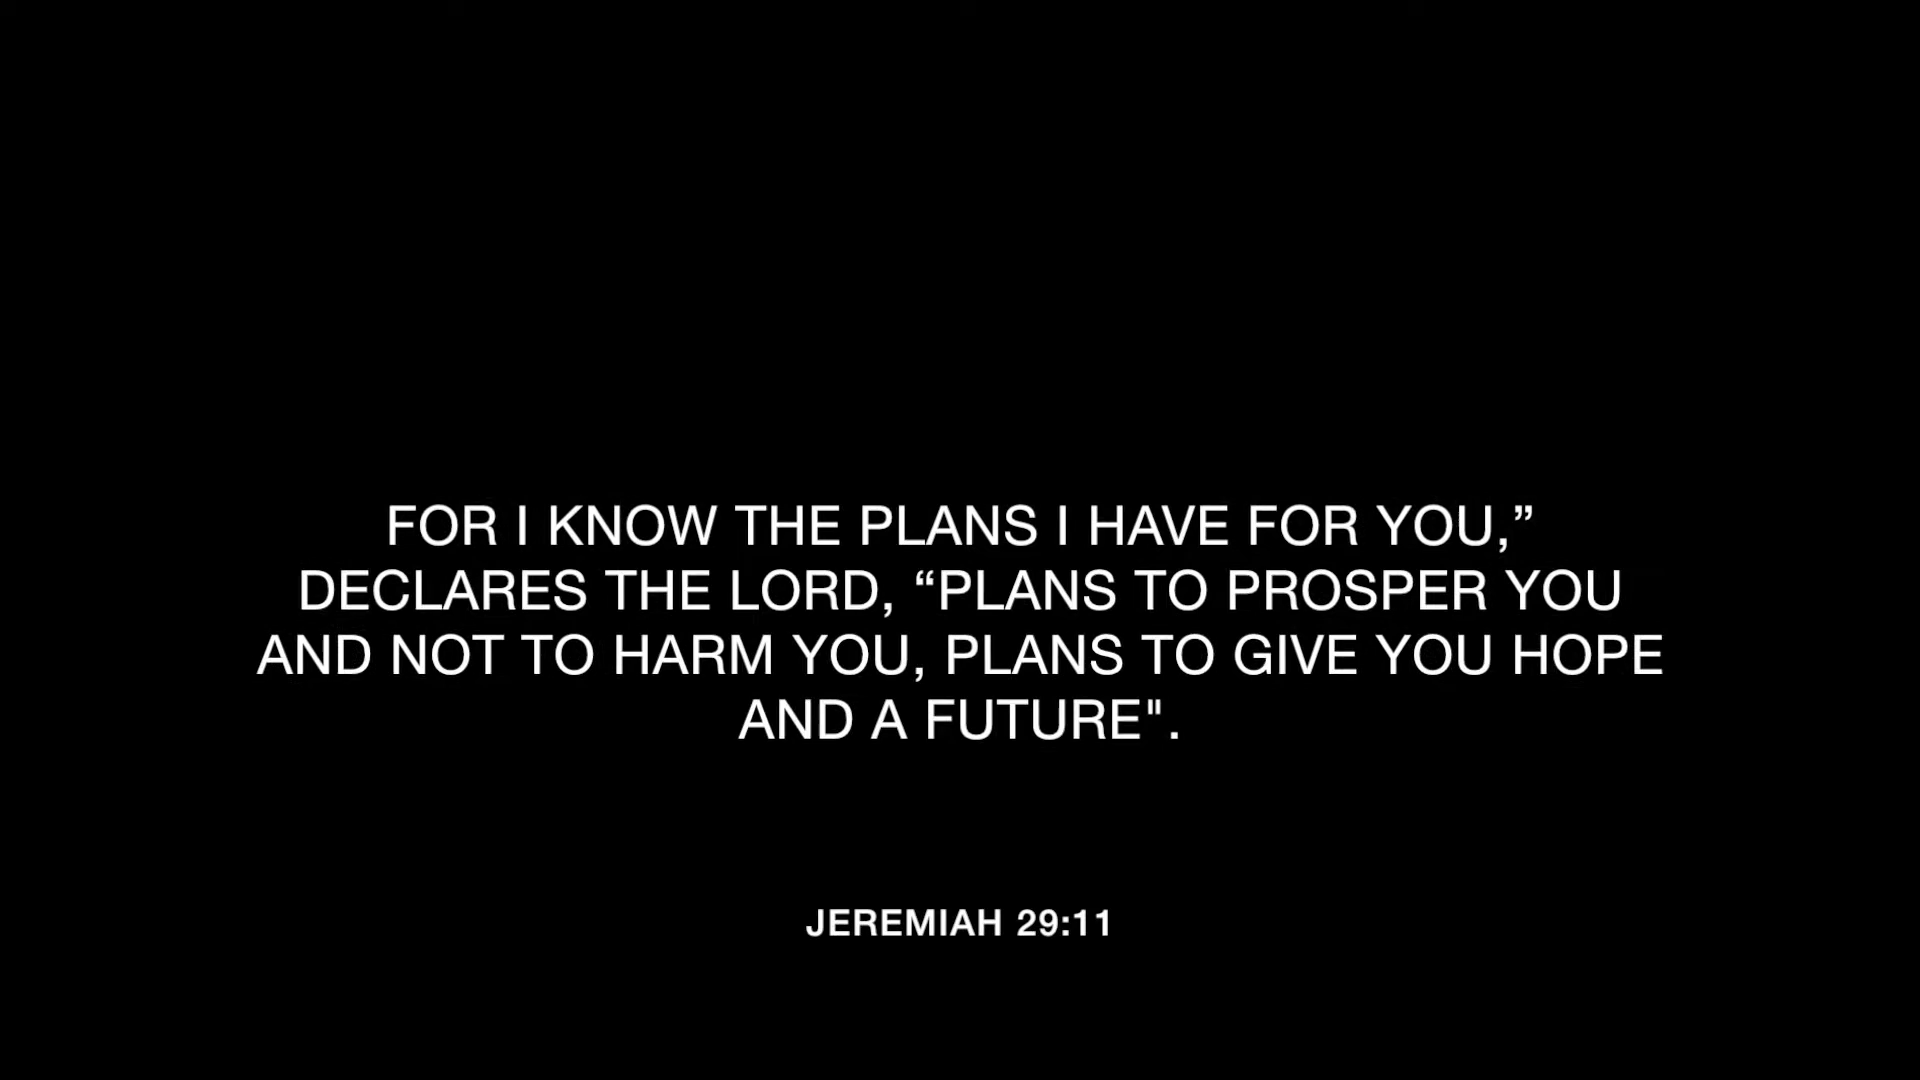 FOR I KNOW THE PLANS I HAVE FOR YOU,”
DECLARES THE LORD, “PLANS TO PROSPER YOU
AND NOT TO HARM YOU, PLANS TO GIVE YOU HOPE
AND A FUTURE".
JEREMIAH 29:11